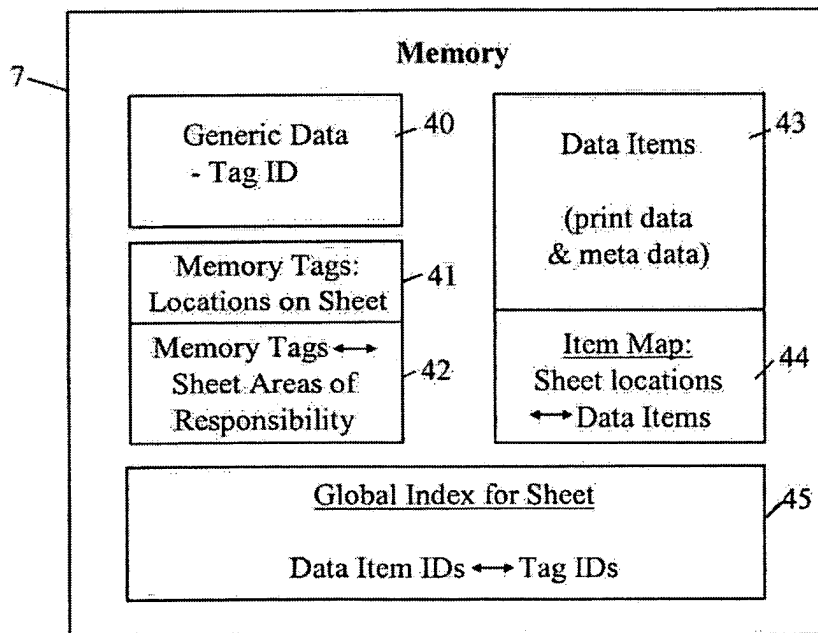 Memory
7
Generic Data
- Tag ID
40
Memory Tags:
Locations on Sheet
41
Memory Tags ↔
Sheet Areas of
Responsibility
42
Data Items
(print data
& meta data)
43
Item Map:
Sheet locations
↔ Data Items
44
Global Index for Sheet
Data Item IDs ↔ Tag IDs
45